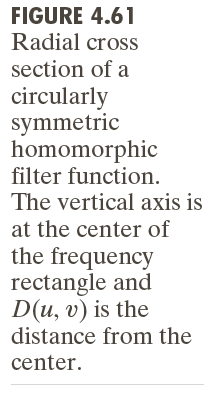 FIGURE 4.61
Radial cross
section of a
circularly
symmetric
homomorphic
filter function.
The vertical axis is
at the center of
the frequency
rectangle and
D(u, v) is the
distance from the
center.